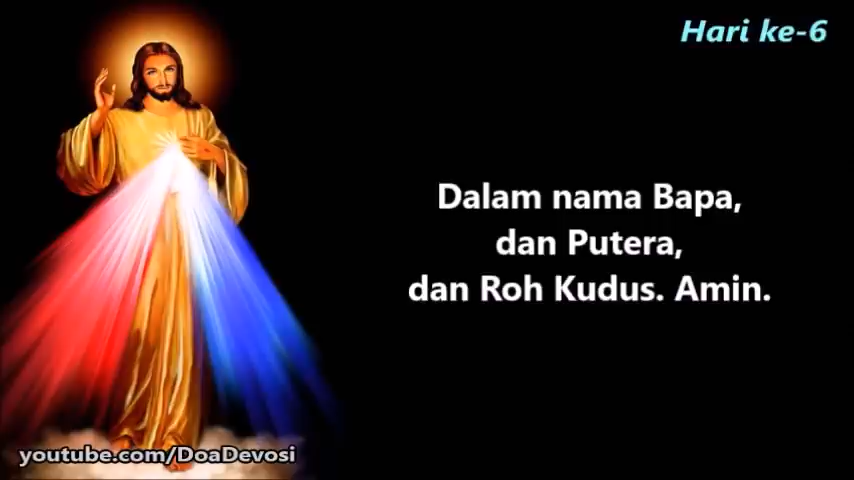 Hari ke-6
Dalam nama Bapa,
dan Putera,
dan Roh Kudus. Amin.
youtube.com/DoaDevosi